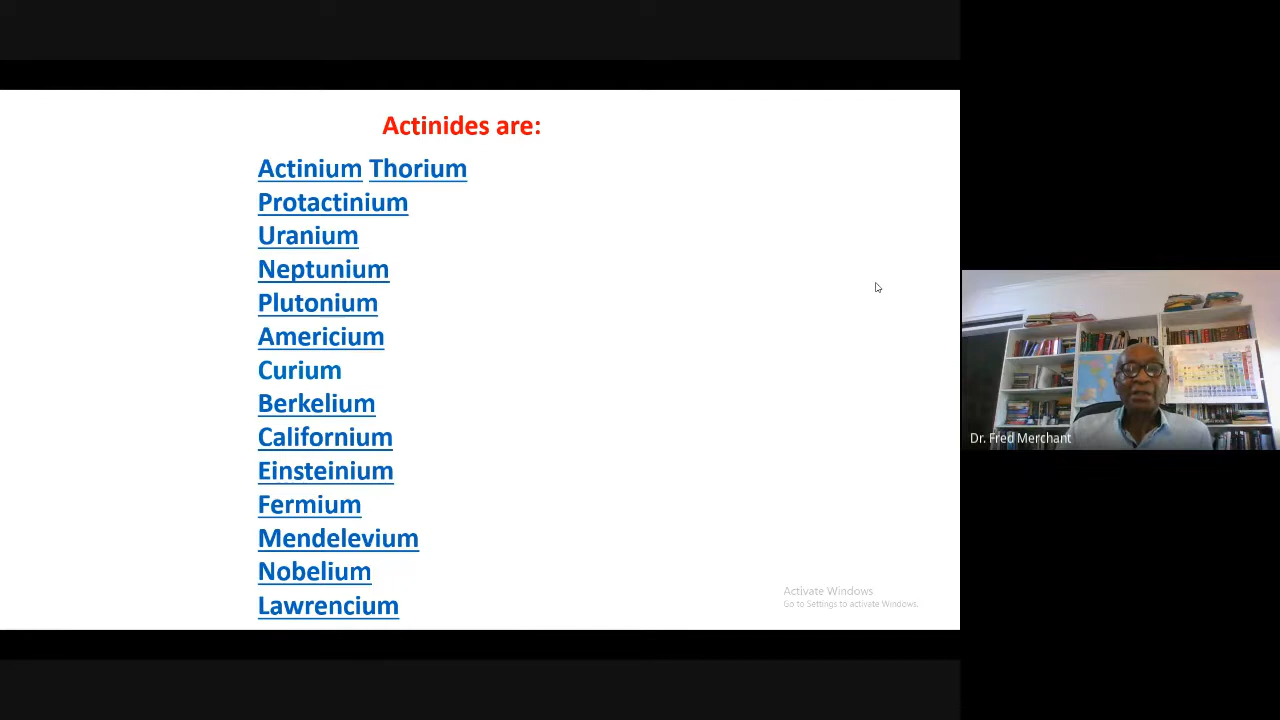 Actinides are:
Actinium Thorium
Protactinium
Uranium
Neptunium
Plutonium
Americium
Curium
Berkelium
Californium
Einsteinium
Fermium
Mendelevium
Nobelium
Lawrencium
Activate Windows
Go to Settings to activate Windows.
Dr. Fred Merchant